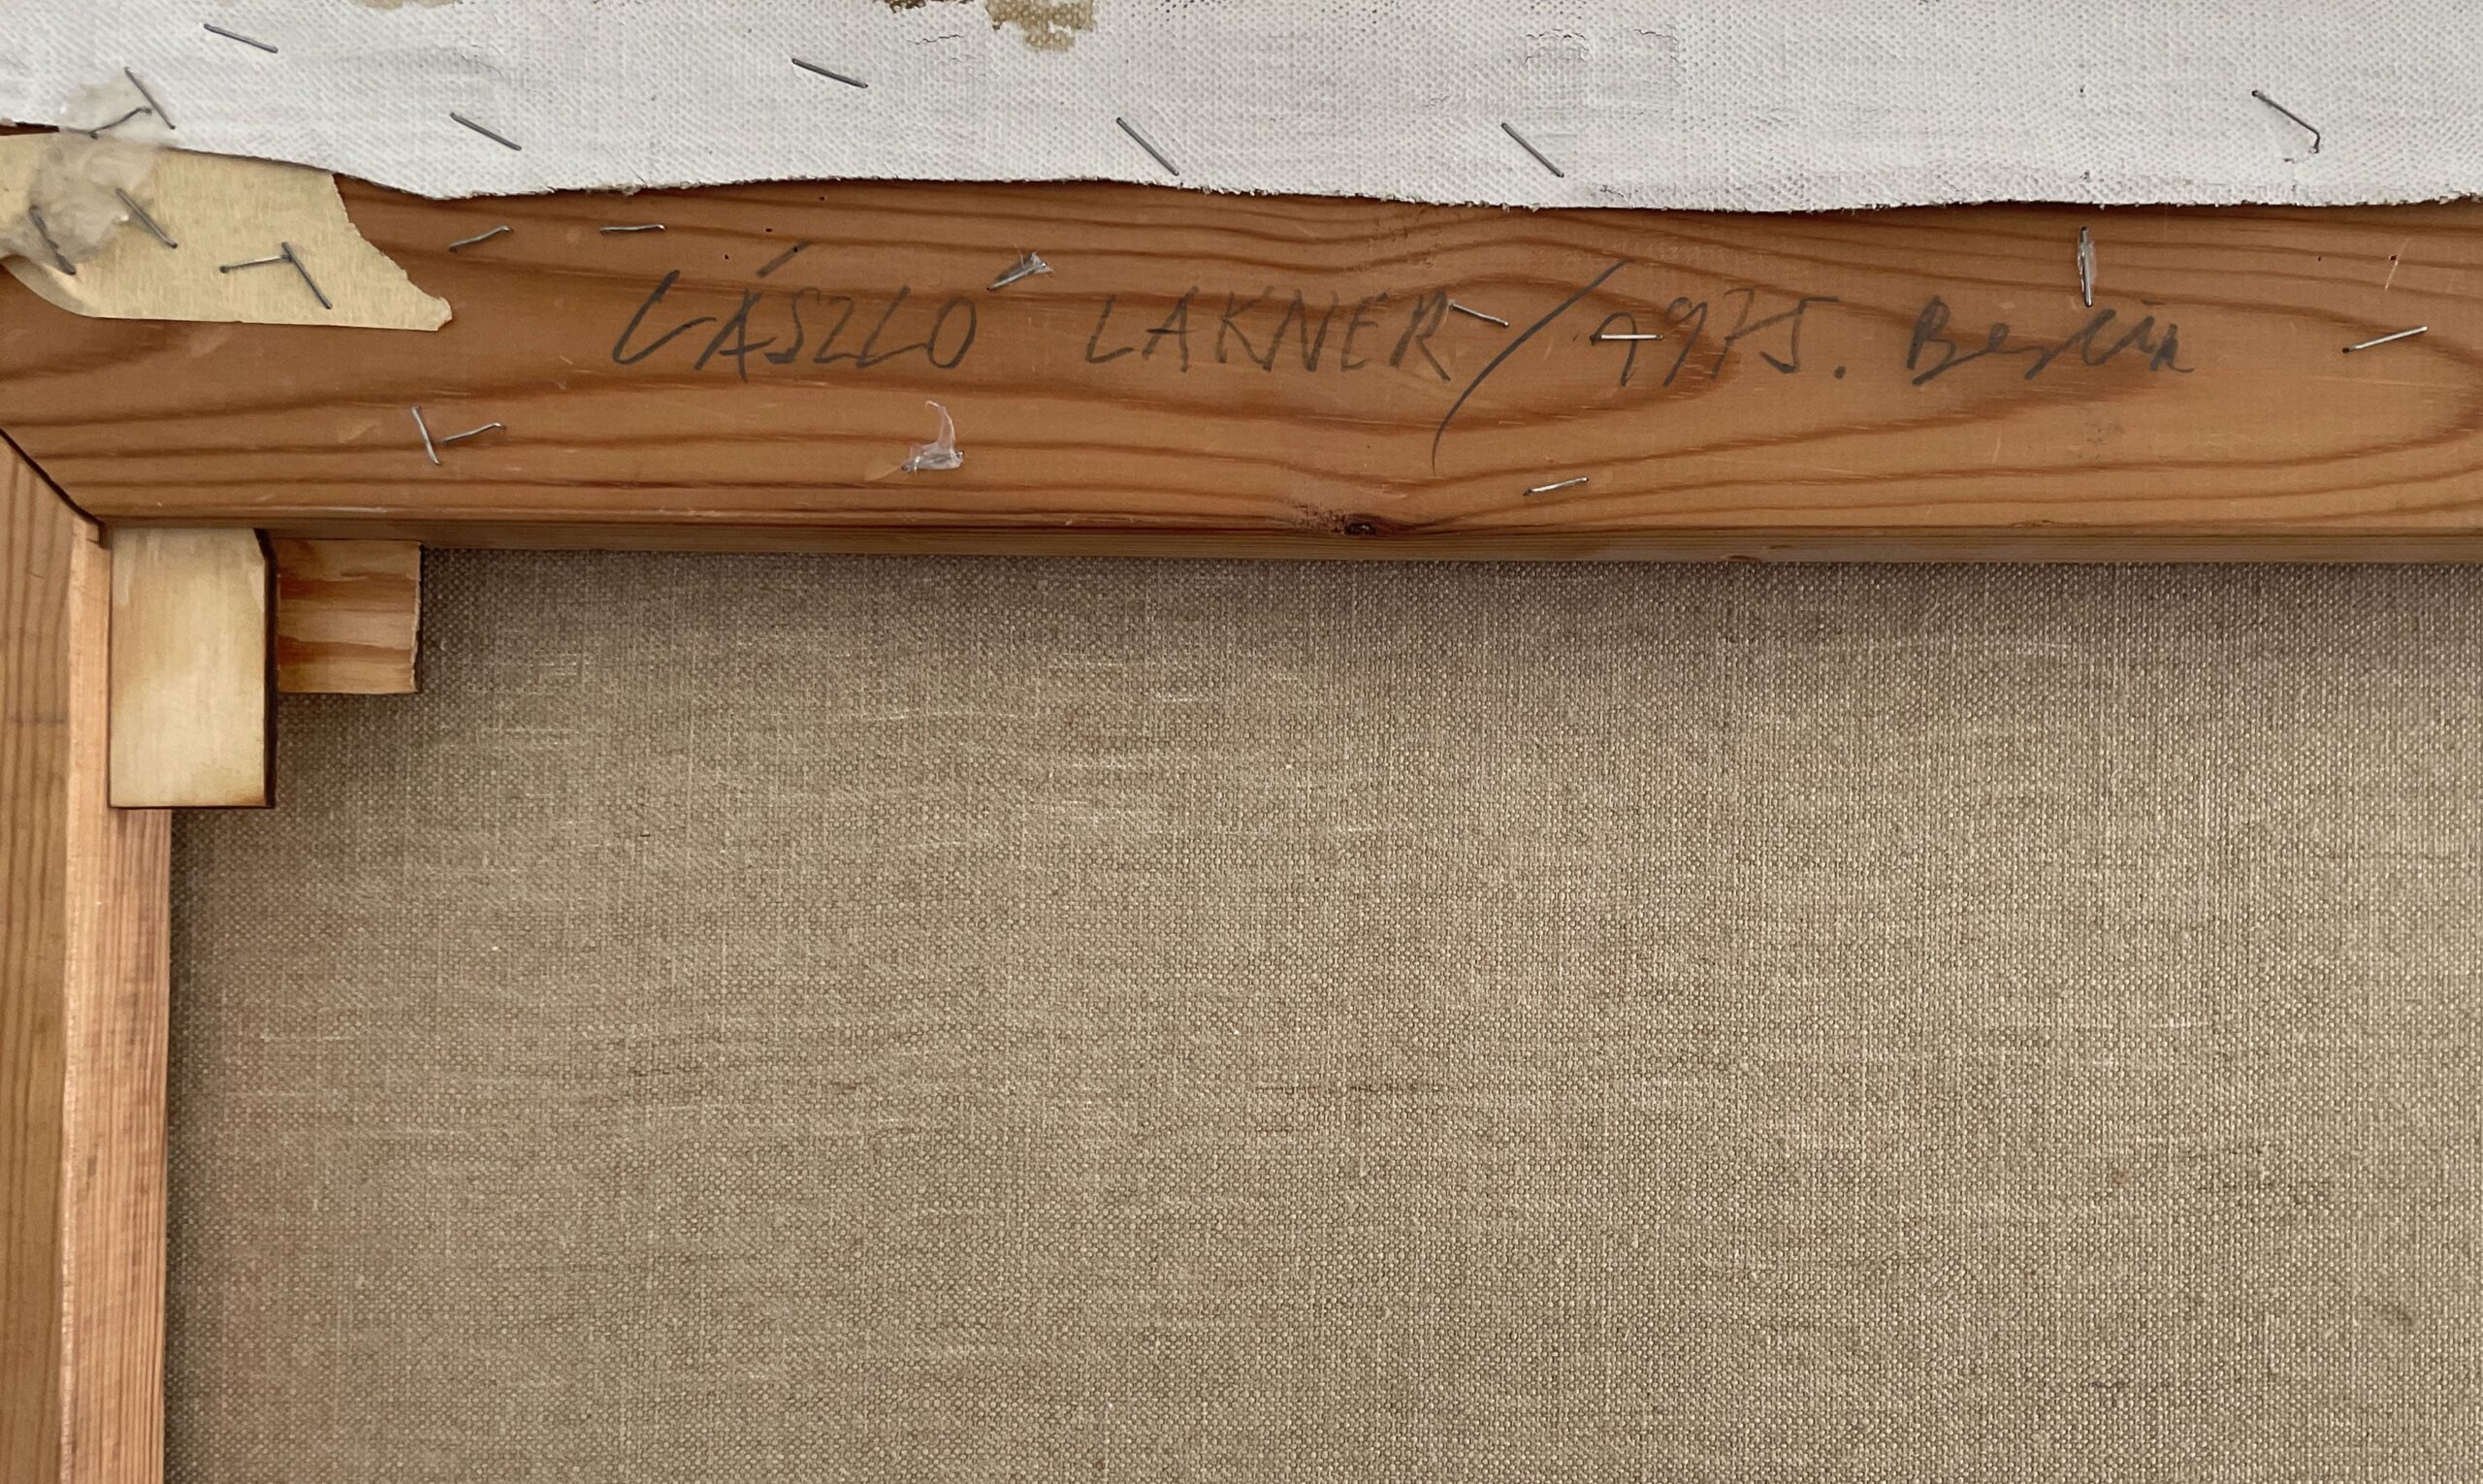 LÁSZLÓ LAKNER / 1975. Berlin